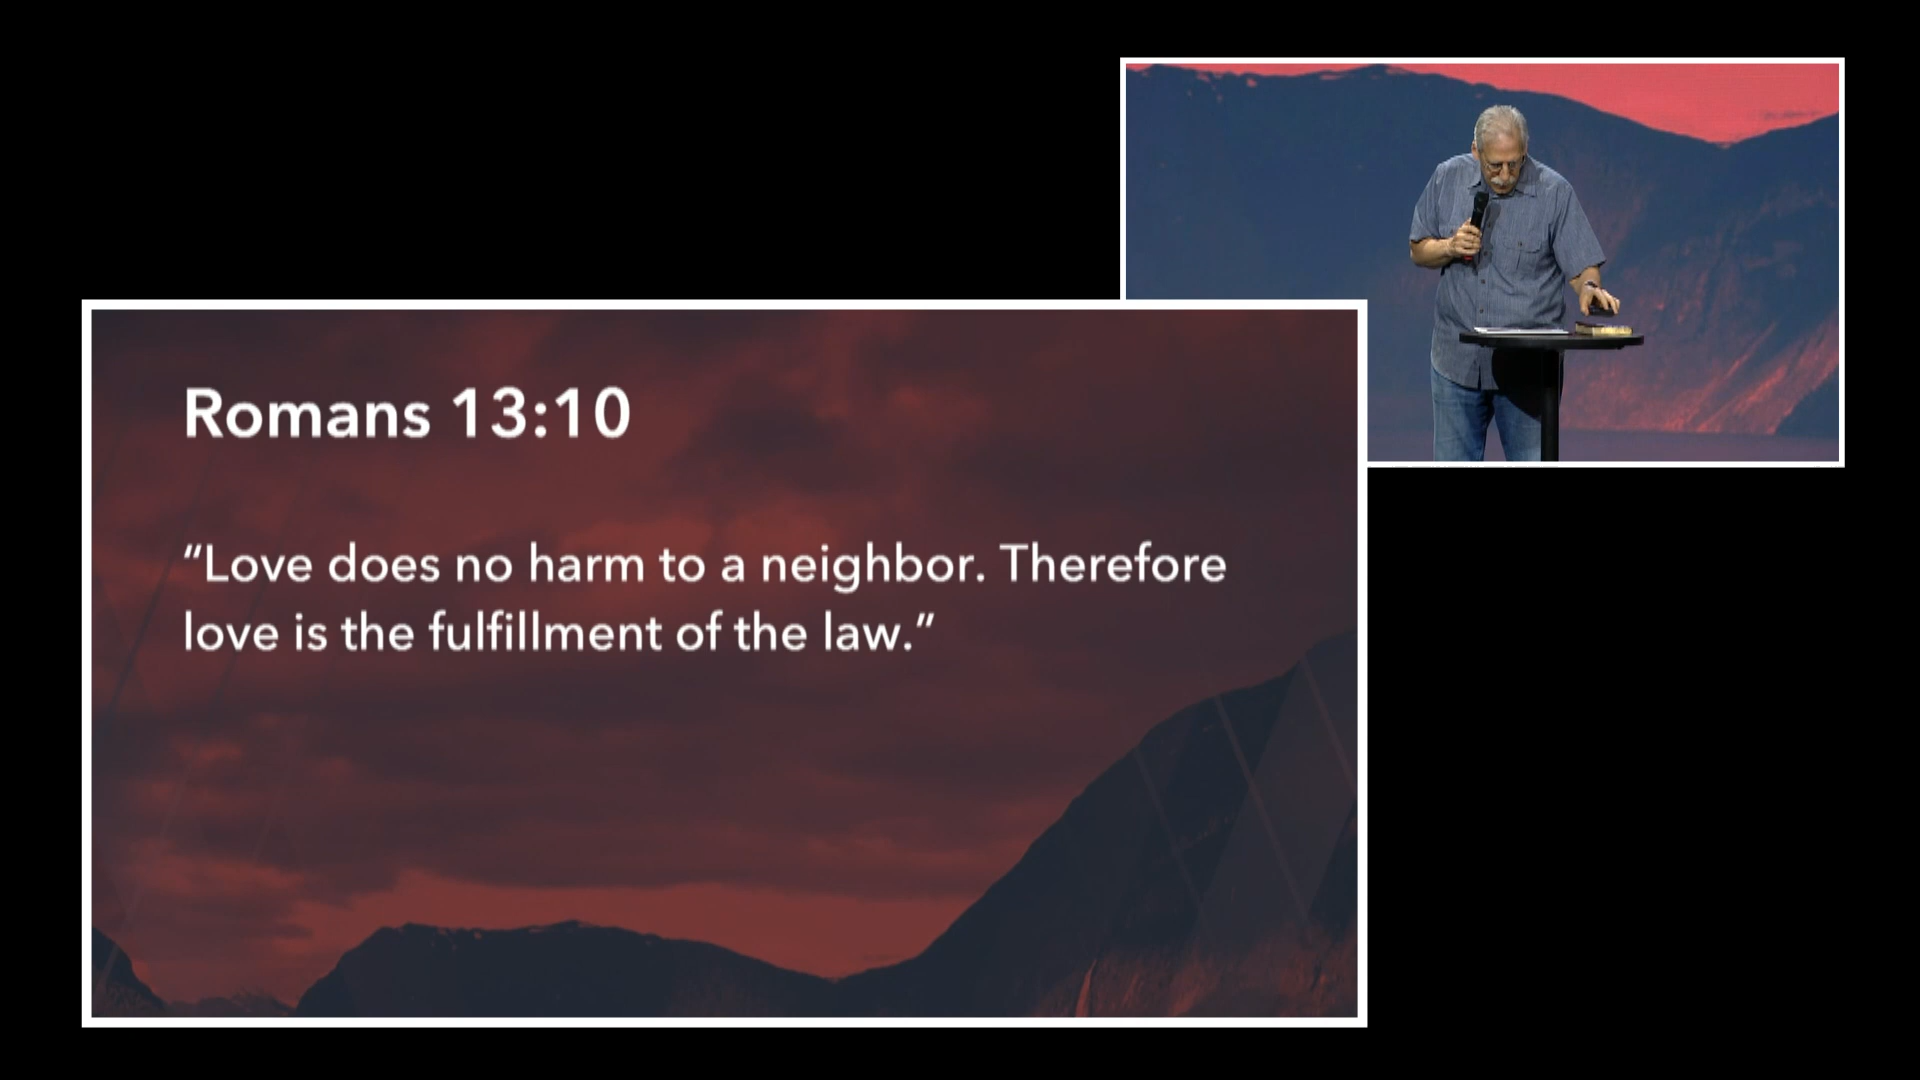 Romans 13:10
“Love does no harm to a neighbor. Therefore
love is the fulfillment of the law.”